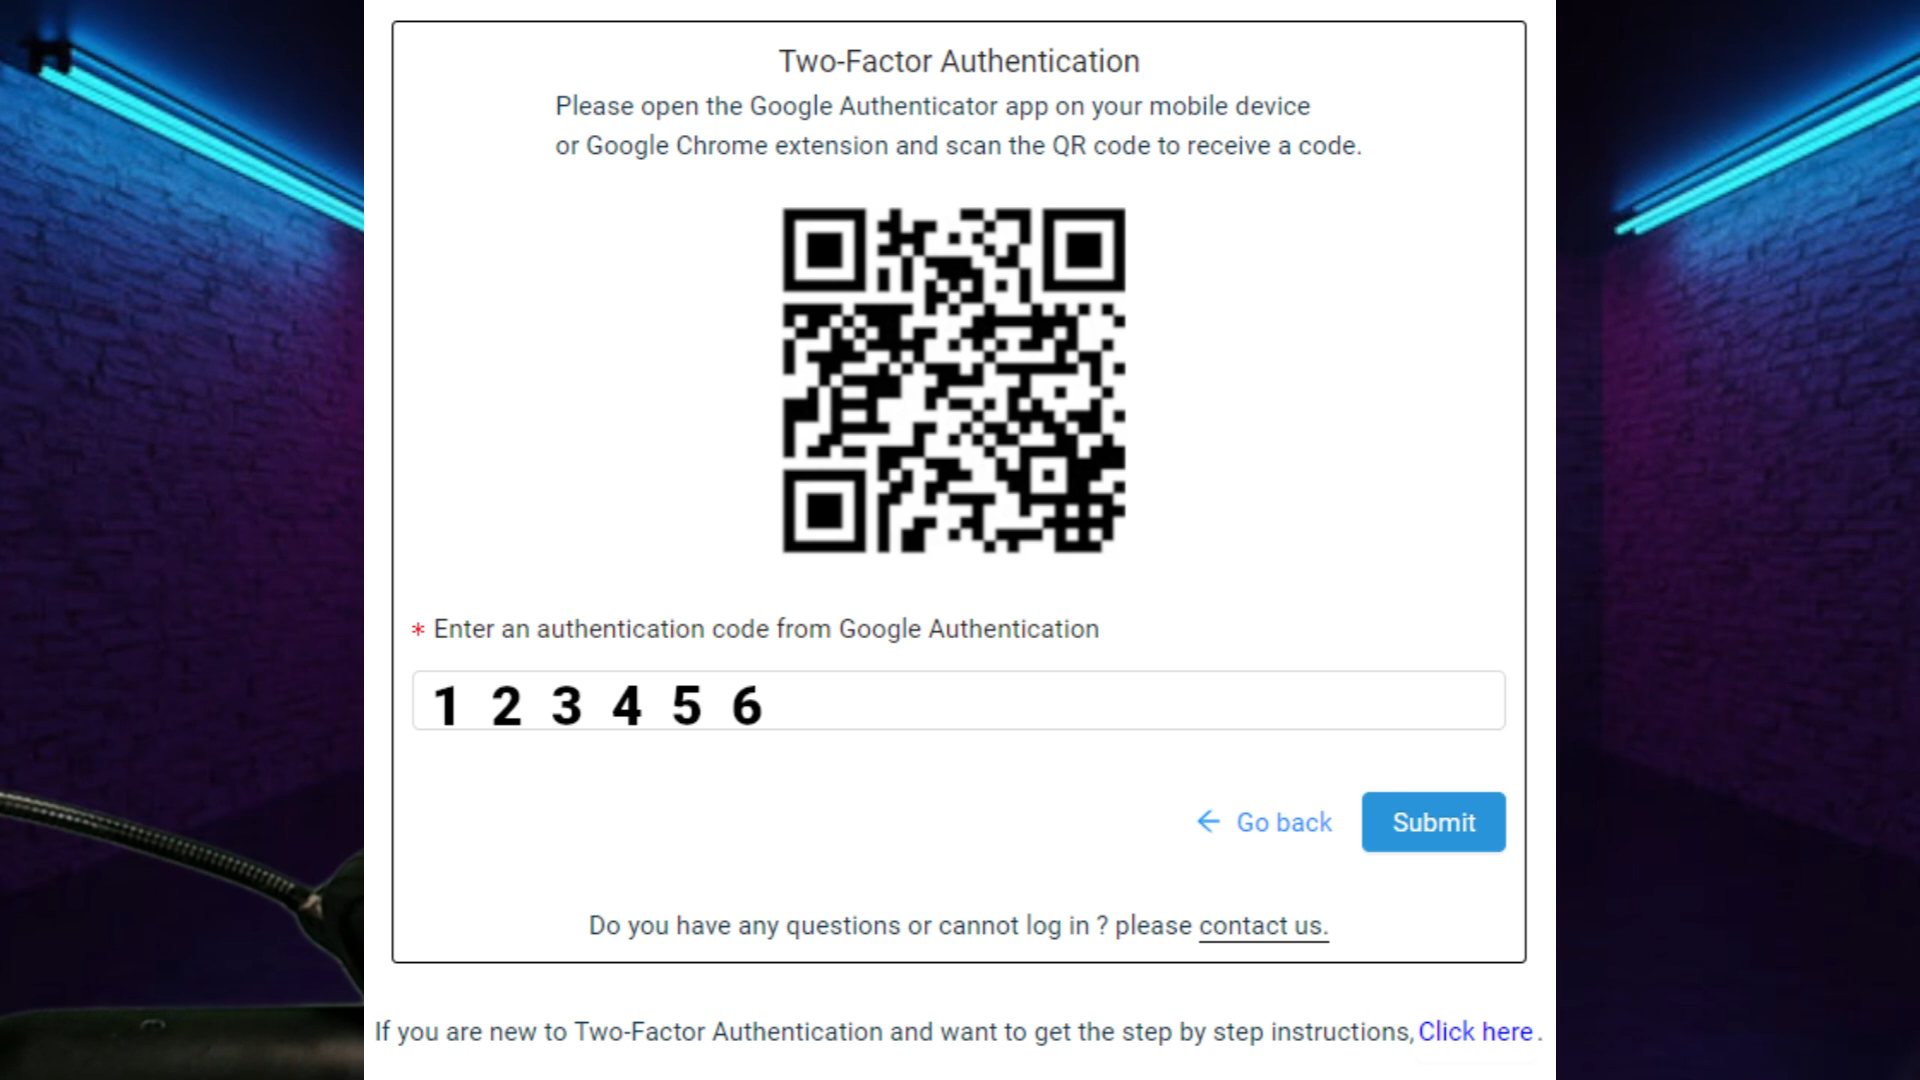 Two-Factor Authentication
Please open the Google Authenticator app on your mobile device
or Google Chrome extension and scan the QR code to receive a code.
* Enter an authentication code from Google Authentication
1 2 3 4 5 6
← Go back
Submit
Do you have any questions or cannot log in ? please contact us.
If you are new to Two-Factor Authentication and want to get the step by step instructions, Click here .